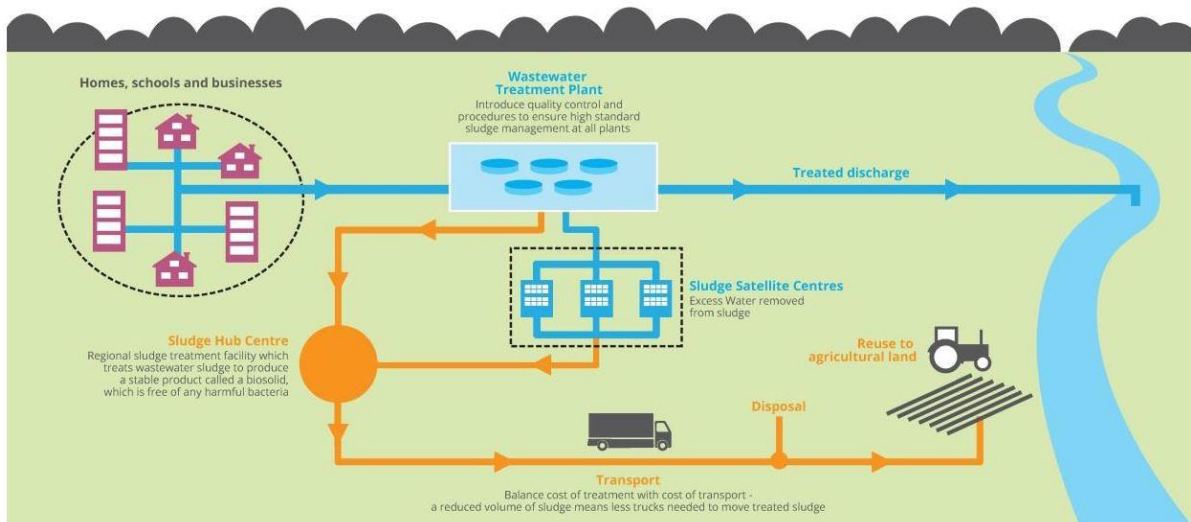 Homes, schools and businesses
Wastewater
Treatment Plant
Introduce quality control and
procedures to ensure high standard
sludge management at all plants
Treated discharge
Sludge Satellite Centres
Excess Water removed
from sludge
Sludge Hub Centre
Regional sludge treatment facility which
treats wastewater sludge to produce
a stable product called a biosolid,
which is free of any harmful bacteria
Reuse to
agricultural land
Disposal
Transport
Balance cost of treatment with cost of transport -
a reduced volume of sludge means less trucks needed to move treated sludge